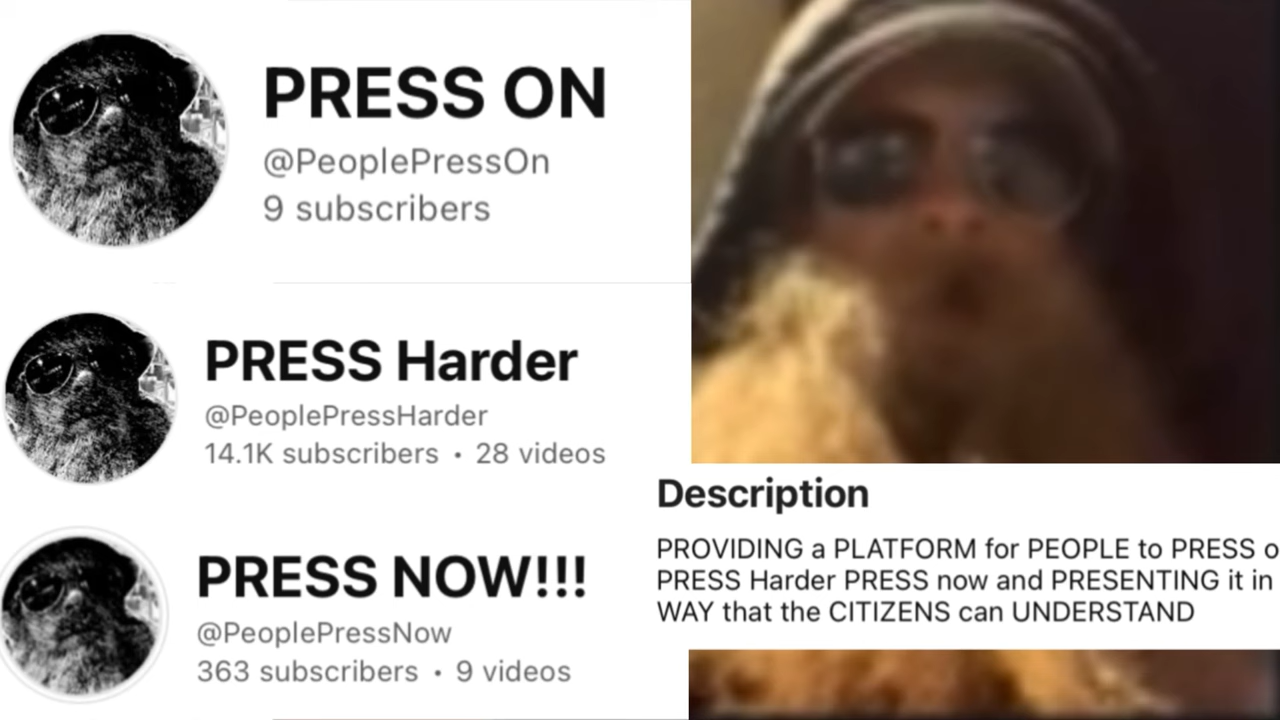 PRESS ON
@PeoplePressOn
9 subscribers
PRESS Harder
@PeoplePressHarder
14.1K subscribers • 28 videos
PRESS NOW!!!
@PeoplePressNow
363 subscribers • 9 videos
Description
PROVIDING a PLATFORM for PEOPLE to PRESS o
PRESS Harder PRESS now and PRESENTING it in
WAY that the CITIZENS can UNDERSTAND